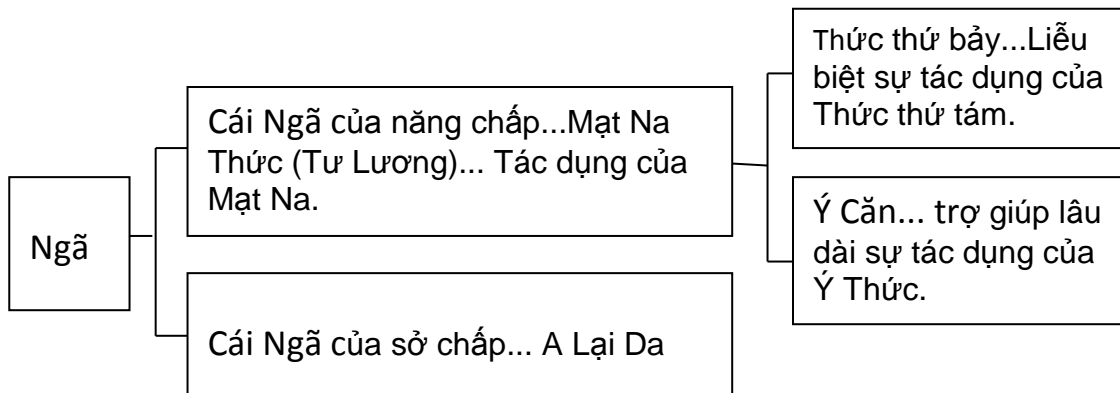 Ngã
Cái Ngã của năng chấp...Mạt Na
Thức (Tư Lương)... Tác dụng của
Mạt Na.
Cái Ngã của sở chấp... A Lại Da
Thức thứ bảy...Liễu
biệt sự tác dụng của
Thức thứ tám.
Ý Căn... trợ giúp lâu
dài sự tác dụng của
Ý Thức.